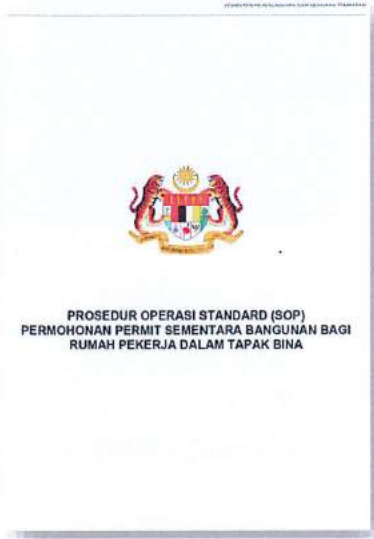 PROSEDUR OPERASI STANDARD (SOP)
PERMOHONAN PERMIT SEMENTARA BANGUNAN BAGI
RUMAH PEKERJA DALAM TAPAK BINA